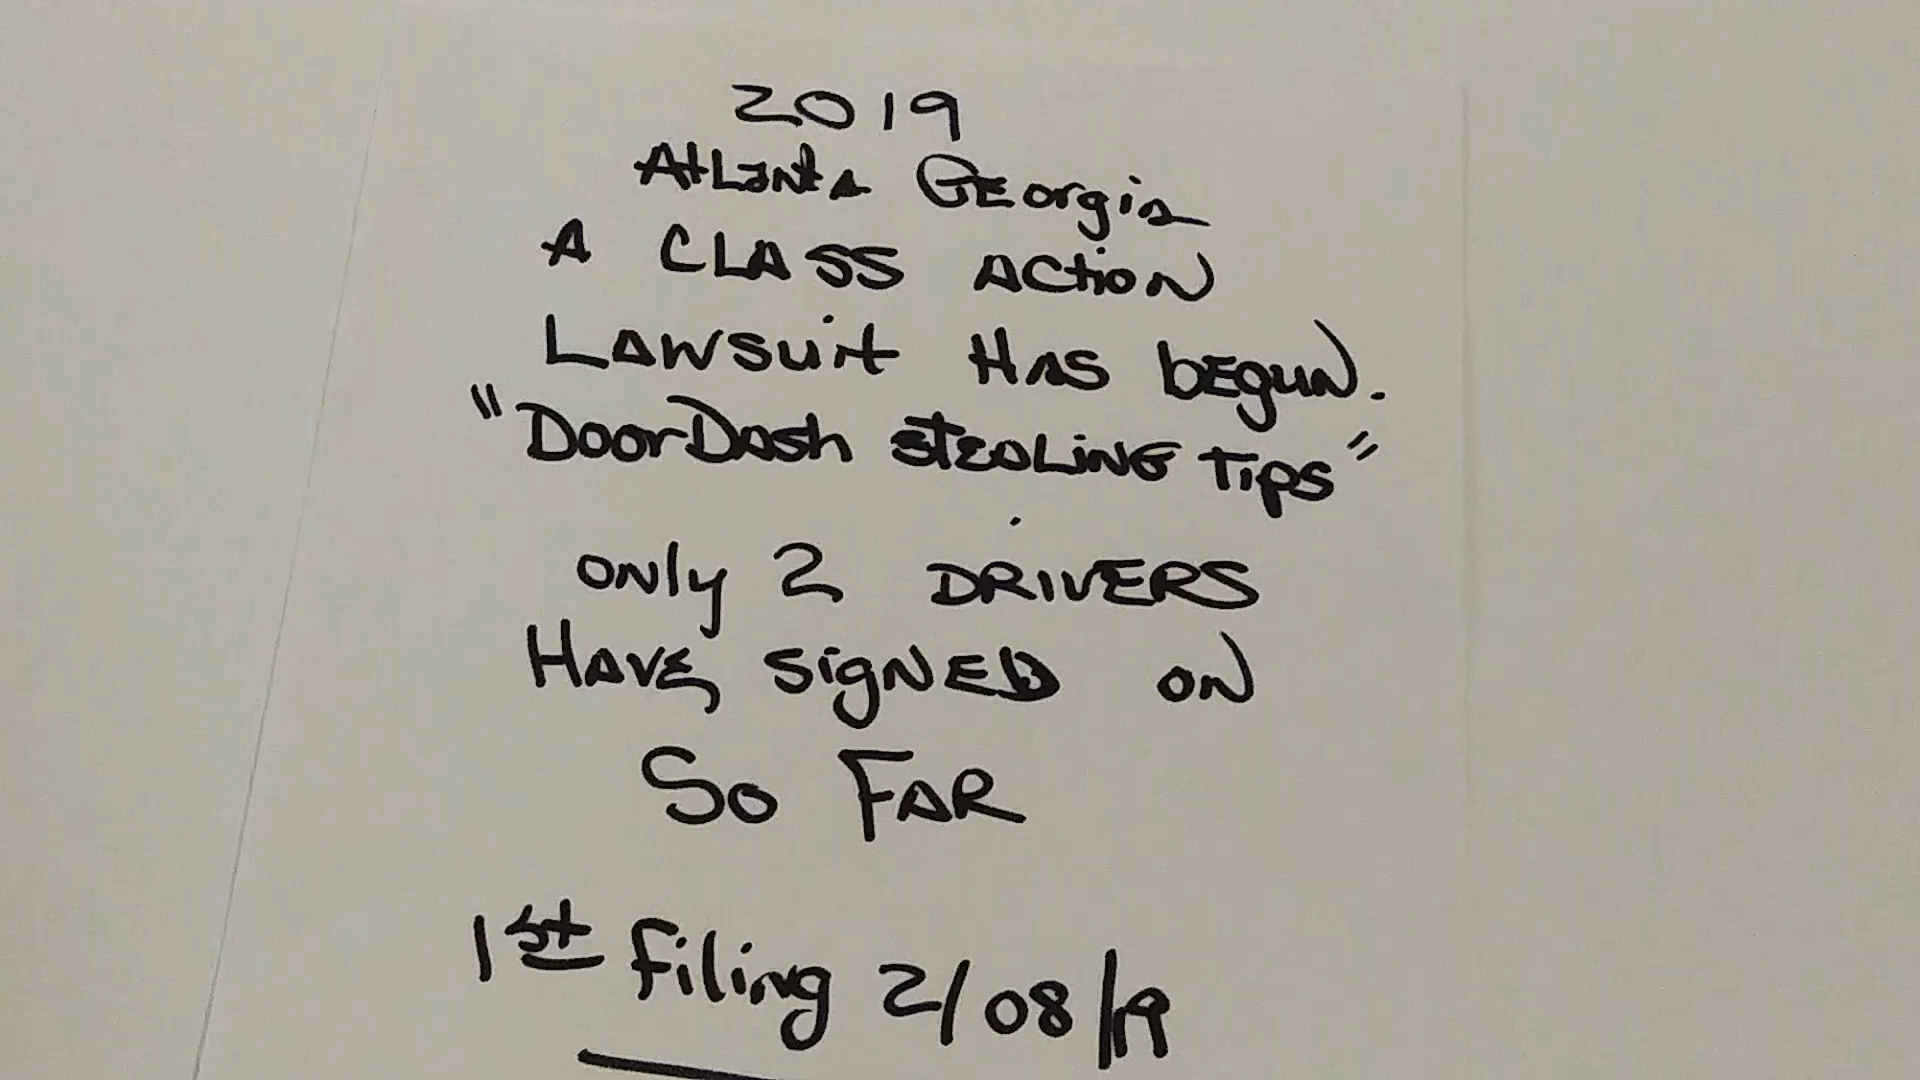 2019
Atlanta Georgia
A CLASS Action
Lawsuit Has begun.
"DoorDash stealing Tips"
only 2 DRIVERS
HAVE SigNED ON
So FAR
1st Filing 2/08/19